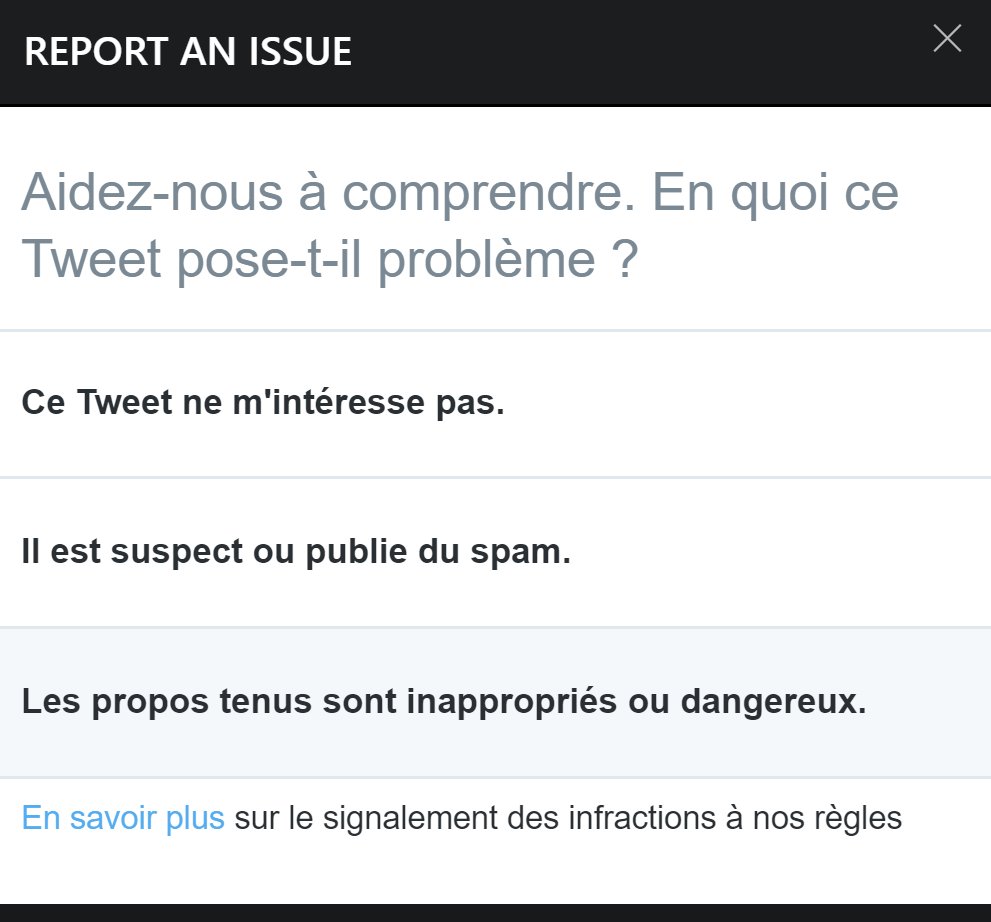 REPORT AN ISSUE
Aidez-nous à comprendre. En quoi ce
Tweet pose-t-il problème ?
Ce Tweet ne m'intéresse pas.
Il est suspect ou publie du spam.
Les propos tenus sont inappropriés ou dangereux.
En savoir plus sur le signalement des infractions à nos règles